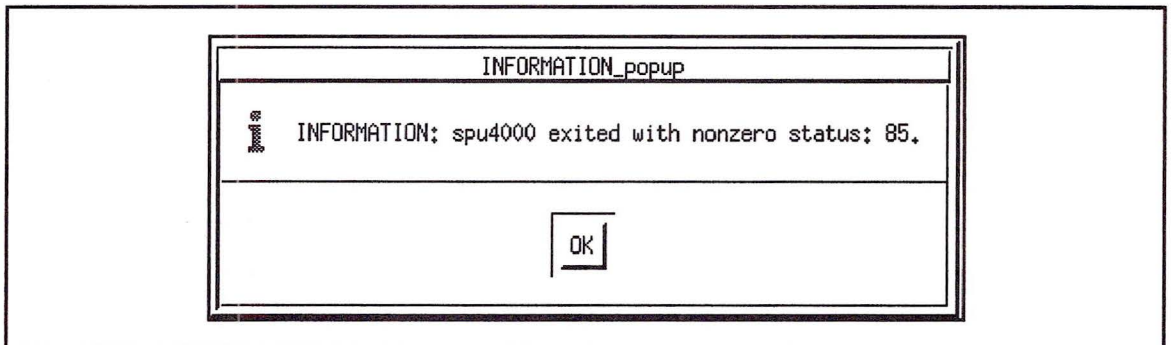 INFORMATION_popup
i INFORMATION: spu4000 exited with nonzero status: 85.
OK